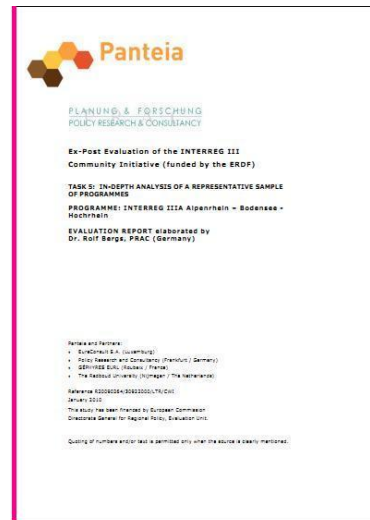 Panteia
PLANUNG & FORSCHUNG
POLICY RESEARCH & CONSULTANCY
Ex-Post Evaluation of the INTERREG III
Community Initiative (funded by the ERDF)
TASK 5: IN-DEPTH ANALYSIS OF A REPRESENTATIVE SAMPLE
OF PROGRAMMES
PROGRAMME: INTERREG IIIA Alpenrhein – Bodensee -
Hochrhein
EVALUATION REPORT elaborated by
Dr. Rolf Bergs, PRAC (Germany)
Panteia and Partners:
• EureConsult S.A. (Luxemburg)
• Policy Research and Consultancy (Frankfurt / Germany)
• GÉPHYRES EURL (Roubaix / France)
• The Radboud University (Nijmegen / The Netherlands)
Reference
January 2010
This study has been financed by European Commission
Directorate General for Regional Policy, Evaluation Unit.
Quoting of numbers and/or text is permitted only when the source is clearly mentioned.